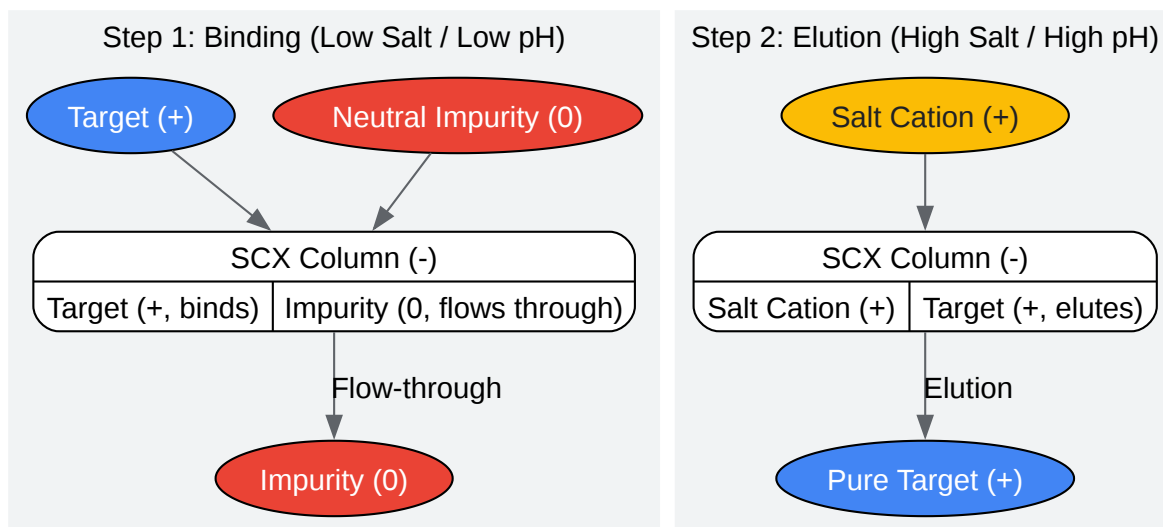 Step 1: Binding (Low Salt / Low pH)
Target (+)
Neutral Impurity (0)
SCX Column (-)
Target (+, binds)
Impurity (0, flows through)
Flow-through
Impurity (0)
Step 2: Elution (High Salt / High pH)
Salt Cation (+)
SCX Column (-)
Salt Cation (+)
Target (+, elutes)
Elution
Pure Target (+)